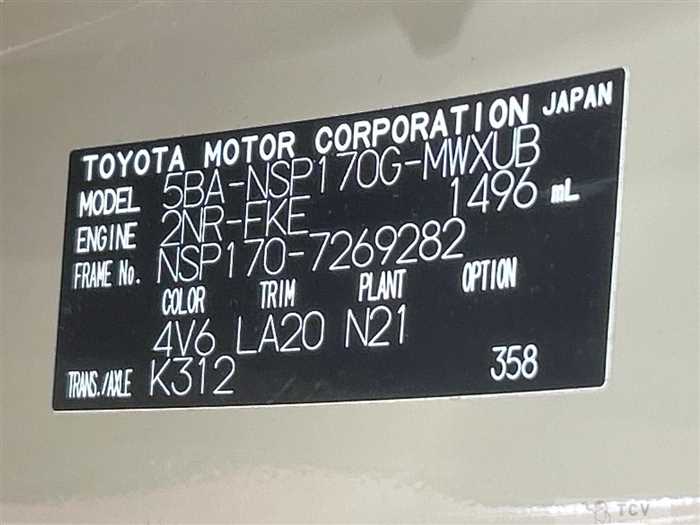 TOYOTA MOTOR CORPORATION JAPAN
MODEL 5BA-NSP170G-MWXUB
ENGINE 2NR-FKE 1496 mL
FRAME No. NSP170-7269282
COLOR TRIM PLANT OPTION
4V6 LA20 N21
TRANS./AXLE K312 358
TCV